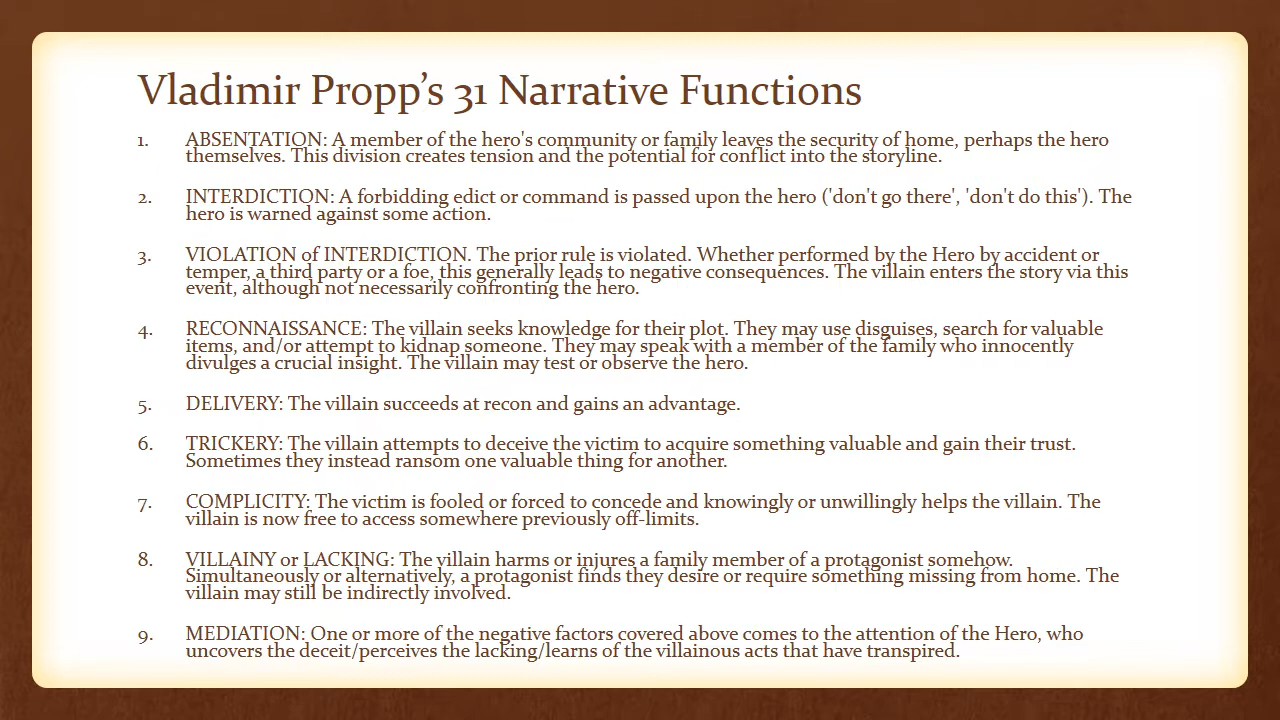 Vladimir Propp’s 31 Narrative Functions
1. ABSENTATION: A member of the hero's community or family leaves the security of home, perhaps the hero
themselves. This division creates tension and the potential for conflict into the storyline.
2. INTERDICTION: A forbidding edict or command is passed upon the hero ('don't go there', 'don't do this'). The
hero is warned against some action.
3. VIOLATION of INTERDICTION. The prior rule is violated. Whether performed by the Hero by accident or
temper, a third party or a foe, this generally leads to negative consequences. The villain enters the story via this
event, although not necessarily confronting the hero.
4. RECONNAISSANCE: The villain seeks knowledge for their plot. They may use disguises, search for valuable
items, and/or attempt to kidnap someone. They may speak with a member of the family who innocently
divulges a crucial insight. The villain may test or observe the hero.
5. DELIVERY: The villain succeeds at recon and gains an advantage.
6. TRICKERY: The villain attempts to deceive the victim to acquire something valuable and gain their trust.
Sometimes they instead ransom one valuable thing for another.
7. COMPLICITY: The victim is fooled or forced to concede and knowingly or unwillingly helps the villain. The
villain is now free to access somewhere previously off-limits.
8. VILLAINY or LACKING: The villain harms or injures a family member of a protagonist somehow.
Simultaneously or alternatively, a protagonist finds they desire or require something missing from home. The
villain may still be indirectly involved.
9. MEDIATION: One or more of the negative factors covered above comes to the attention of the Hero, who
uncovers the deceit/perceives the lacking/learns of the villainous acts that have transpired.